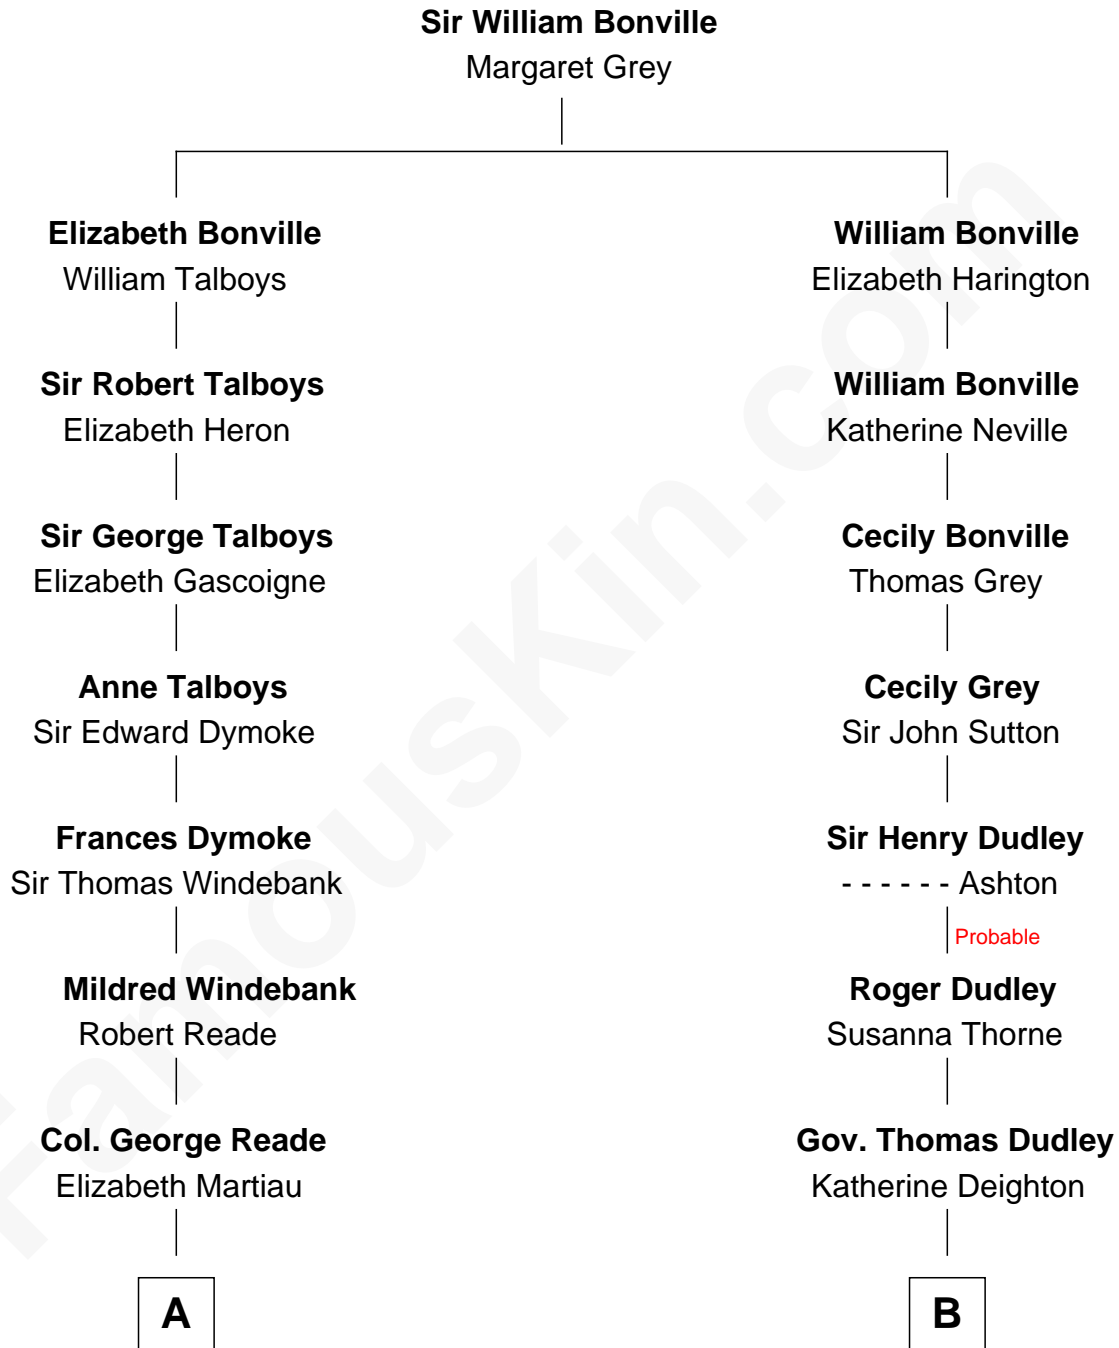 Sir William Bonville
Margaret Grey
Elizabeth Bonville
William Talboys
William Bonville
Elizabeth Harington
Sir Robert Talboys
Elizabeth Heron
William Bonville
Katherine Neville
Sir George Talboys
Elizabeth Gascoigne
Cecily Bonville
Thomas Grey
Anne Talboys
Sir Edward Dymoke
Cecily Grey
Sir John Sutton
Frances Dymoke
Sir Thomas Windebank
Sir Henry Dudley
- - - - - - Ashton
Probable
Mildred Windebank
Robert Reade
Roger Dudley
Susanna Thorne
Col. George Reade
Elizabeth Martiau
Gov. Thomas Dudley
Katherine Deighton
A
B
FamousKin.com